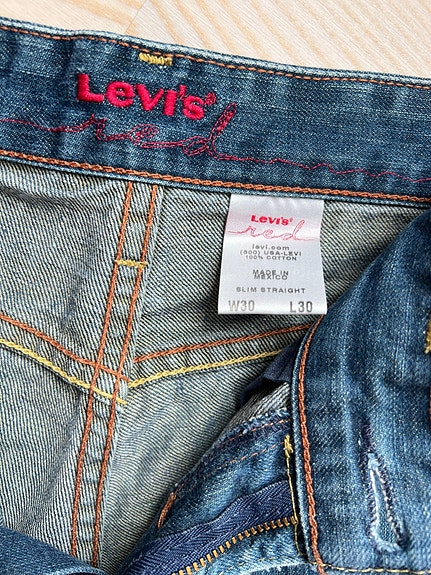 Levi's®
red
Levi's®
red
levi.com
(800) USA-LEVI
100% COTTON
MADE IN
MEXICO
SLIM STRAIGHT
W30 L30